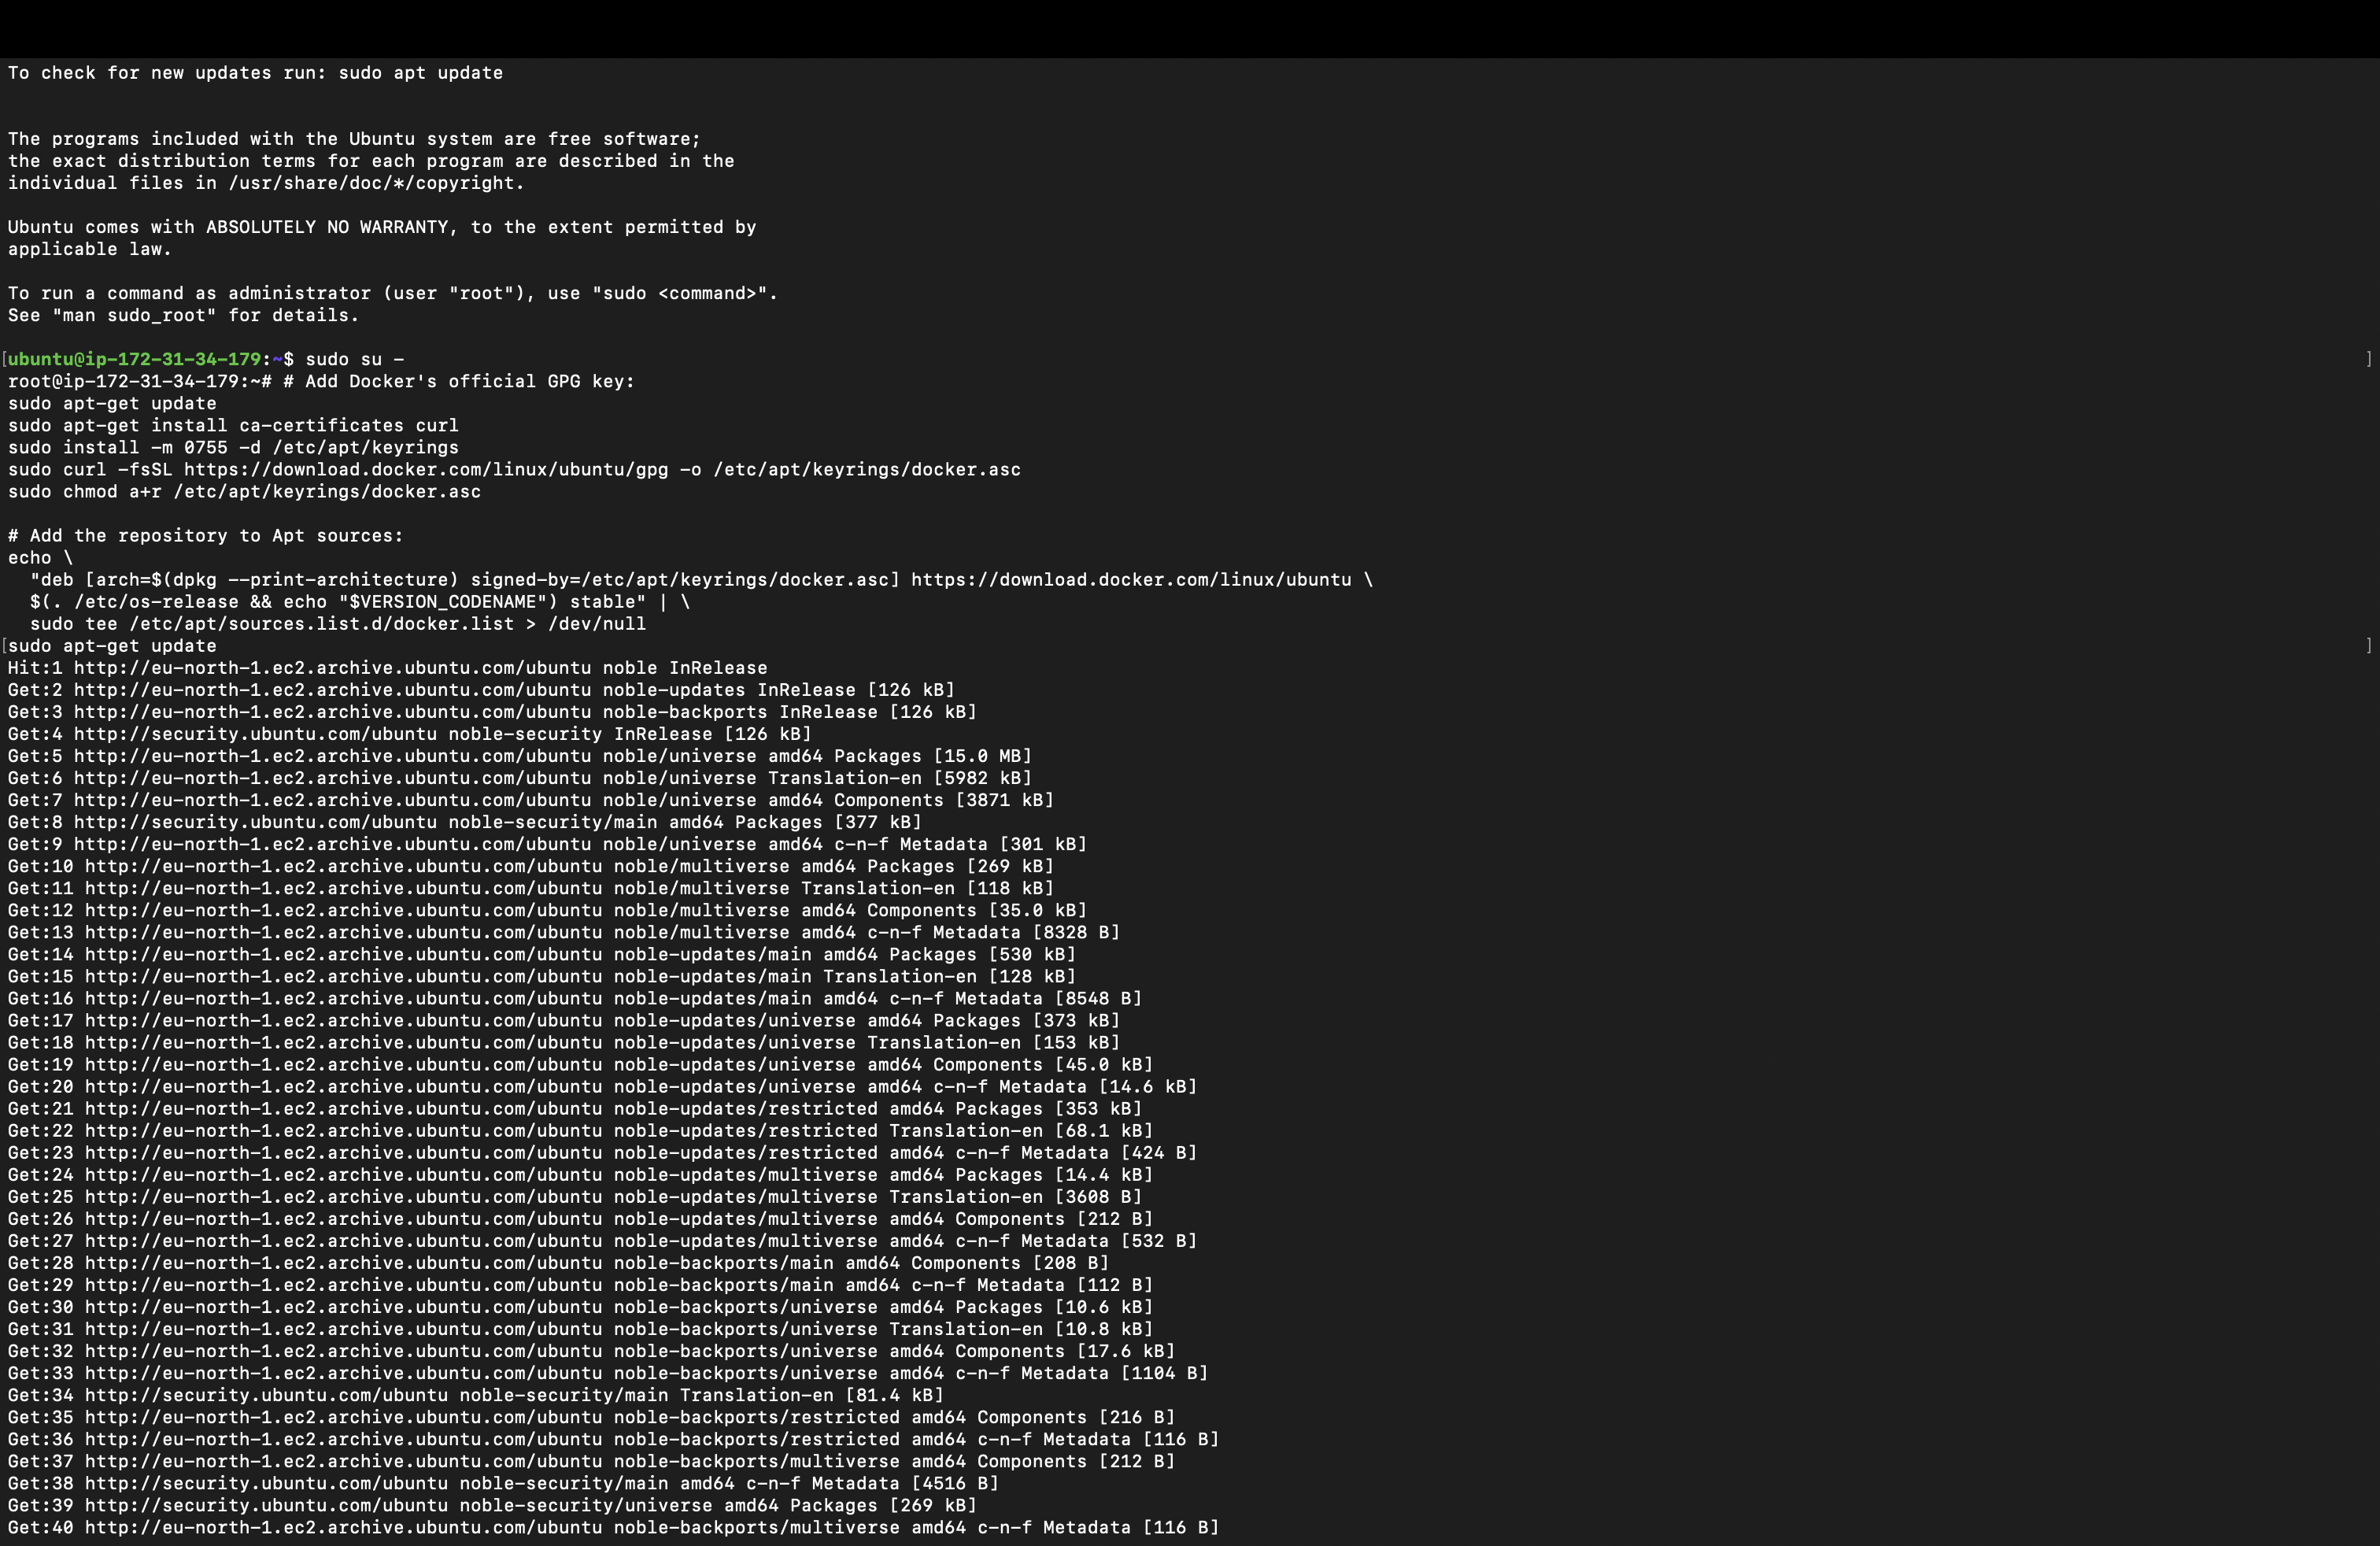 To check for new updates run: sudo apt update
The programs included with the Ubuntu system are free software;
the exact distribution terms for each program are described in the
individual files in /usr/share/doc/*/copyright.
Ubuntu comes with ABSOLUTELY NO WARRANTY, to the extent permitted by
applicable law.
To run a command as administrator (user "root"), use "sudo <command>".
See "man sudo_root" for details.
[ubuntu@ip-172-31-34-179:~$ sudo su - ]
root@ip-172-31-34-179:~# # Add Docker's official GPG key:
sudo apt-get update
sudo apt-get install ca-certificates curl
sudo install -m 0755 -d /etc/apt/keyrings
sudo curl -fsSL https://download.docker.com/linux/ubuntu/gpg -o /etc/apt/keyrings/docker.asc
sudo chmod a+r /etc/apt/keyrings/docker.asc
# Add the repository to Apt sources:
echo \
"deb [arch=$(dpkg --print-architecture) signed-by=/etc/apt/keyrings/docker.asc] https://download.docker.com/linux/ubuntu \
$(. /etc/os-release && echo "$VERSION_CODENAME") stable" | \
sudo tee /etc/apt/sources.list.d/docker.list > /dev/null
[sudo apt-get update ]
Hit:1 http://eu-north-1.ec2.archive.ubuntu.com/ubuntu noble InRelease
Get:2 http://eu-north-1.ec2.archive.ubuntu.com/ubuntu noble-updates InRelease [126 kB]
Get:3 http://eu-north-1.ec2.archive.ubuntu.com/ubuntu noble-backports InRelease [126 kB]
Get:4 http://security.ubuntu.com/ubuntu noble-security InRelease [126 kB]
Get:5 http://eu-north-1.ec2.archive.ubuntu.com/ubuntu noble/universe amd64 Packages [15.0 MB]
Get:6 http://eu-north-1.ec2.archive.ubuntu.com/ubuntu noble/universe Translation-en [5982 kB]
Get:7 http://eu-north-1.ec2.archive.ubuntu.com/ubuntu noble/universe amd64 Components [3871 kB]
Get:8 http://security.ubuntu.com/ubuntu noble-security/main amd64 Packages [377 kB]
Get:9 http://eu-north-1.ec2.archive.ubuntu.com/ubuntu noble/universe amd64 c-n-f Metadata [301 kB]
Get:10 http://eu-north-1.ec2.archive.ubuntu.com/ubuntu noble/multiverse amd64 Packages [269 kB]
Get:11 http://eu-north-1.ec2.archive.ubuntu.com/ubuntu noble/multiverse Translation-en [118 kB]
Get:12 http://eu-north-1.ec2.archive.ubuntu.com/ubuntu noble/multiverse amd64 Components [35.0 kB]
Get:13 http://eu-north-1.ec2.archive.ubuntu.com/ubuntu noble/multiverse amd64 c-n-f Metadata [8328 B]
Get:14 http://eu-north-1.ec2.archive.ubuntu.com/ubuntu noble-updates/main amd64 Packages [530 kB]
Get:15 http://eu-north-1.ec2.archive.ubuntu.com/ubuntu noble-updates/main Translation-en [128 kB]
Get:16 http://eu-north-1.ec2.archive.ubuntu.com/ubuntu noble-updates/main amd64 c-n-f Metadata [8548 B]
Get:17 http://eu-north-1.ec2.archive.ubuntu.com/ubuntu noble-updates/universe amd64 Packages [373 kB]
Get:18 http://eu-north-1.ec2.archive.ubuntu.com/ubuntu noble-updates/universe Translation-en [153 kB]
Get:19 http://eu-north-1.ec2.archive.ubuntu.com/ubuntu noble-updates/universe amd64 Components [45.0 kB]
Get:20 http://eu-north-1.ec2.archive.ubuntu.com/ubuntu noble-updates/universe amd64 c-n-f Metadata [14.6 kB]
Get:21 http://eu-north-1.ec2.archive.ubuntu.com/ubuntu noble-updates/restricted amd64 Packages [353 kB]
Get:22 http://eu-north-1.ec2.archive.ubuntu.com/ubuntu noble-updates/restricted Translation-en [68.1 kB]
Get:23 http://eu-north-1.ec2.archive.ubuntu.com/ubuntu noble-updates/restricted amd64 c-n-f Metadata [424 B]
Get:24 http://eu-north-1.ec2.archive.ubuntu.com/ubuntu noble-updates/multiverse amd64 Packages [14.4 kB]
Get:25 http://eu-north-1.ec2.archive.ubuntu.com/ubuntu noble-updates/multiverse Translation-en [3608 B]
Get:26 http://eu-north-1.ec2.archive.ubuntu.com/ubuntu noble-updates/multiverse amd64 Components [212 B]
Get:27 http://eu-north-1.ec2.archive.ubuntu.com/ubuntu noble-updates/multiverse amd64 c-n-f Metadata [532 B]
Get:28 http://eu-north-1.ec2.archive.ubuntu.com/ubuntu noble-backports/main amd64 Components [208 B]
Get:29 http://eu-north-1.ec2.archive.ubuntu.com/ubuntu noble-backports/main amd64 c-n-f Metadata [112 B]
Get:30 http://eu-north-1.ec2.archive.ubuntu.com/ubuntu noble-backports/universe amd64 Packages [10.6 kB]
Get:31 http://eu-north-1.ec2.archive.ubuntu.com/ubuntu noble-backports/universe Translation-en [10.8 kB]
Get:32 http://eu-north-1.ec2.archive.ubuntu.com/ubuntu noble-backports/universe amd64 Components [17.6 kB]
Get:33 http://eu-north-1.ec2.archive.ubuntu.com/ubuntu noble-backports/universe amd64 c-n-f Metadata [1104 B]
Get:34 http://security.ubuntu.com/ubuntu noble-security/main Translation-en [81.4 kB]
Get:35 http://eu-north-1.ec2.archive.ubuntu.com/ubuntu noble-backports/restricted amd64 Components [216 B]
Get:36 http://eu-north-1.ec2.archive.ubuntu.com/ubuntu noble-backports/restricted amd64 c-n-f Metadata [116 B]
Get:37 http://eu-north-1.ec2.archive.ubuntu.com/ubuntu noble-backports/multiverse amd64 Components [212 B]
Get:38 http://security.ubuntu.com/ubuntu noble-security/main amd64 c-n-f Metadata [4516 B]
Get:39 http://security.ubuntu.com/ubuntu noble-security/universe amd64 Packages [269 kB]
Get:40 http://eu-north-1.ec2.archive.ubuntu.com/ubuntu noble-backports/multiverse amd64 c-n-f Metadata [116 B]